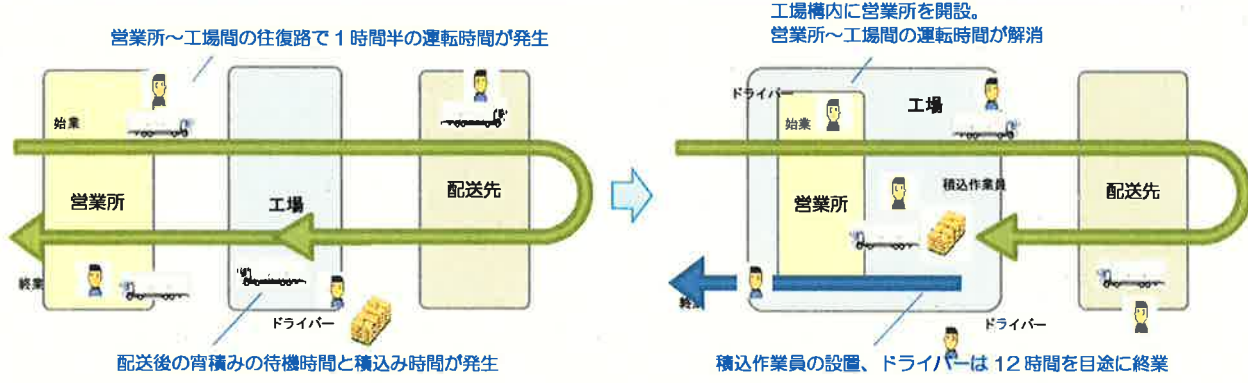 営業所～工場間の往復路で1時間半の運転時間が発生
始業
営業所
工場
配送先
終業
ドライバー
配送後の宵積みの待機時間と積込み時間が発生
工場構内に営業所を開設。
営業所～工場間の運転時間が解消
ドライバー
工場
始業
積込作業員
営業所
配送先
終業
ドライバー
積込作業員の設置、ドライバーは12時間を目途に終業